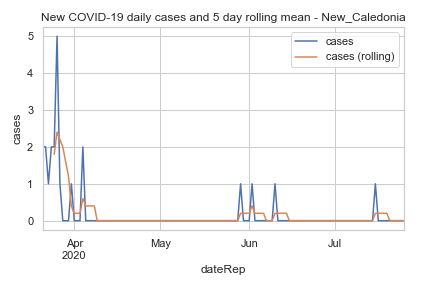 New COVID-19 daily cases and 5 day rolling mean - New_Caledonia
cases
cases (rolling)
cases
5
4
3
2
1
0
Apr
2020
May
Jun
Jul
dateRep